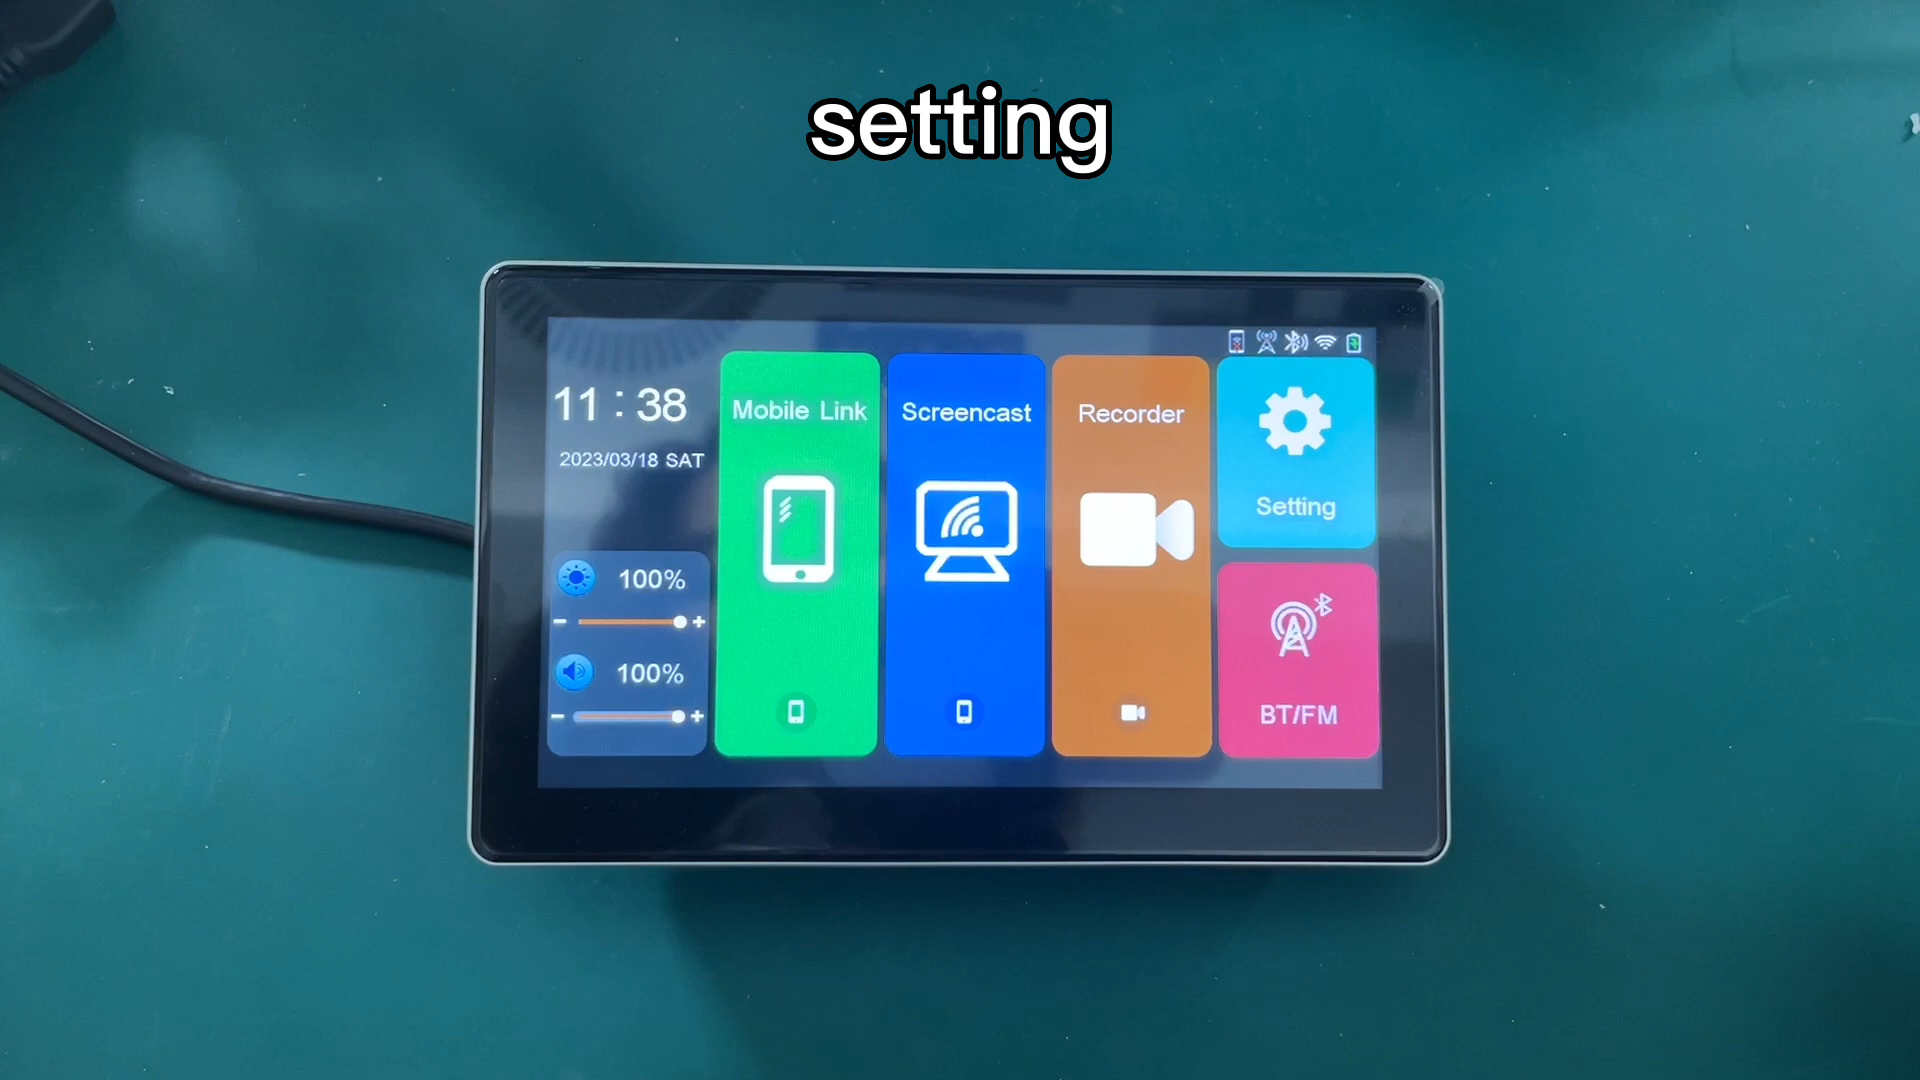 setting
11:38
2023/03/18 SAT
100%
100%
Mobile Link
Screencast
Recorder
Setting
BT/FM